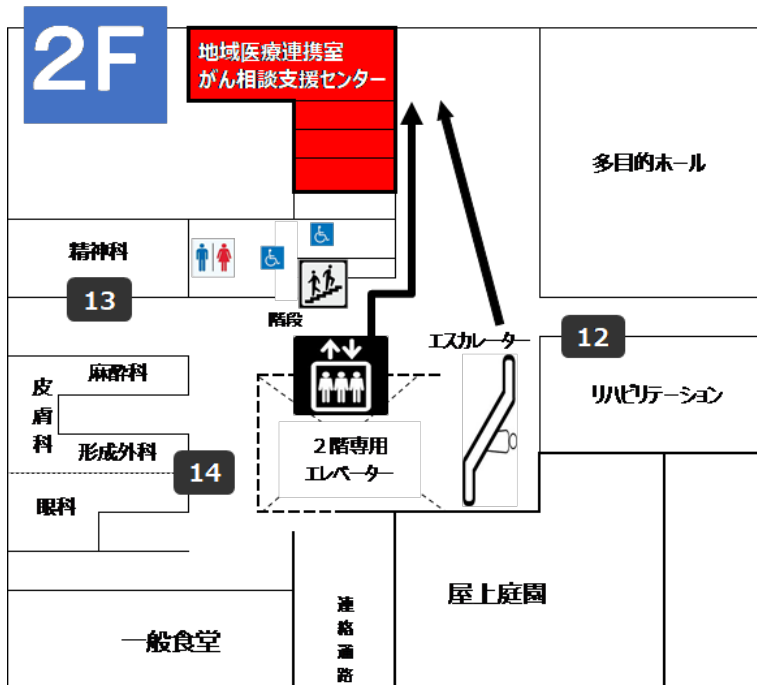 2F
地域医療連携室
がん相談支援センター
多目的ホール
精神科
13
階段
エスカレーター
12
麻酔科
皮膚科
リハビリテーション
形成外科
2階専用
エレベーター
14
眼科
屋上庭園
連絡通路
一般食堂